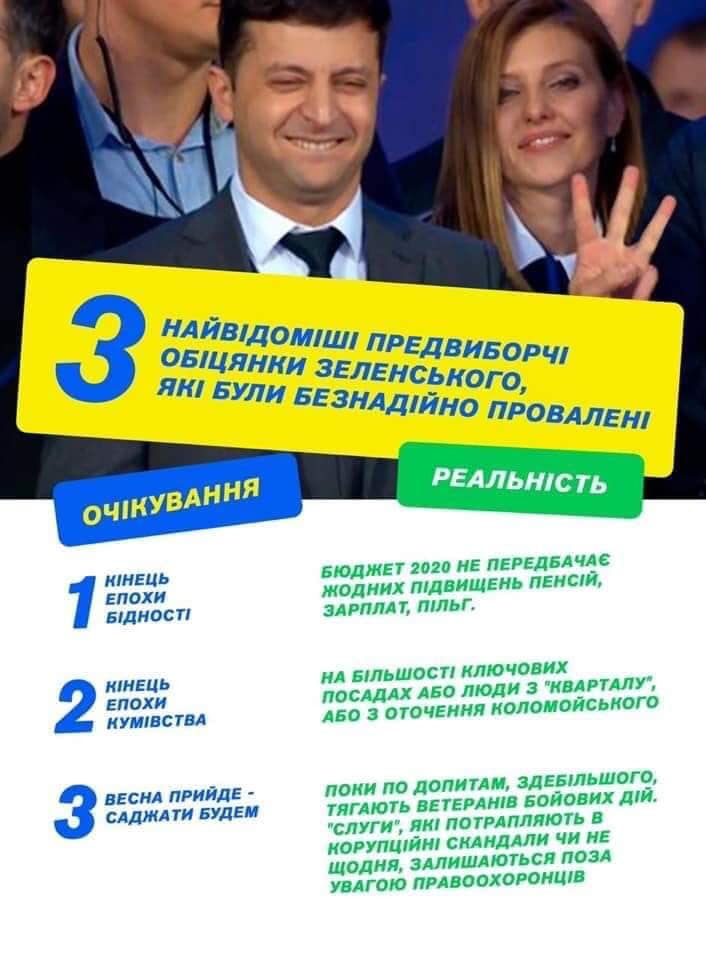 3
НАЙВІДОМІШІ ПРЕДВИБОРЧІ
ОБІЦЯНКИ ЗЕЛЕНСЬКОГО,
ЯКІ БУЛИ БЕЗНАДІЙНО ПРОВАЛЕНІ
ОЧІКУВАННЯ
РЕАЛЬНІСТЬ
1
КІНЕЦЬ
ЕПОХИ
БІДНОСТІ
БЮДЖЕТ 2020 НЕ ПЕРЕДБАЧАЄ
ЖОДНИХ ПІДВИЩЕНЬ ПЕНСІЙ,
ЗАРПЛАТ, ПІЛЬГ.
2
КІНЕЦЬ
ЕПОХИ
КУМІВСТВА
НА БІЛЬШОСТІ КЛЮЧОВИХ
ПОСАДАХ АБО ЛЮДИ З "КВАРТАЛУ",
АБО З ОТОЧЕННЯ КОЛОМОЙСЬКОГО
3
ВЕСНА ПРИЙДЕ -
САДЖАТИ БУДЕМ
ПОКИ ПО ДОПИТАМ, ЗДЕБІЛЬШОГО,
ТЯГАЮТЬ ВЕТЕРАНІВ БОЙОВИХ ДІЙ.
"СЛУГИ", ЯКІ ПОТРАПЛЯЮТЬ В
КОРУПЦІЙНІ СКАНДАЛИ ЧИ НЕ
ЩОДНЯ, ЗАЛИШАЮТЬСЯ ПОЗА
УВАГОЮ ПРАВООХОРОНЦІВ